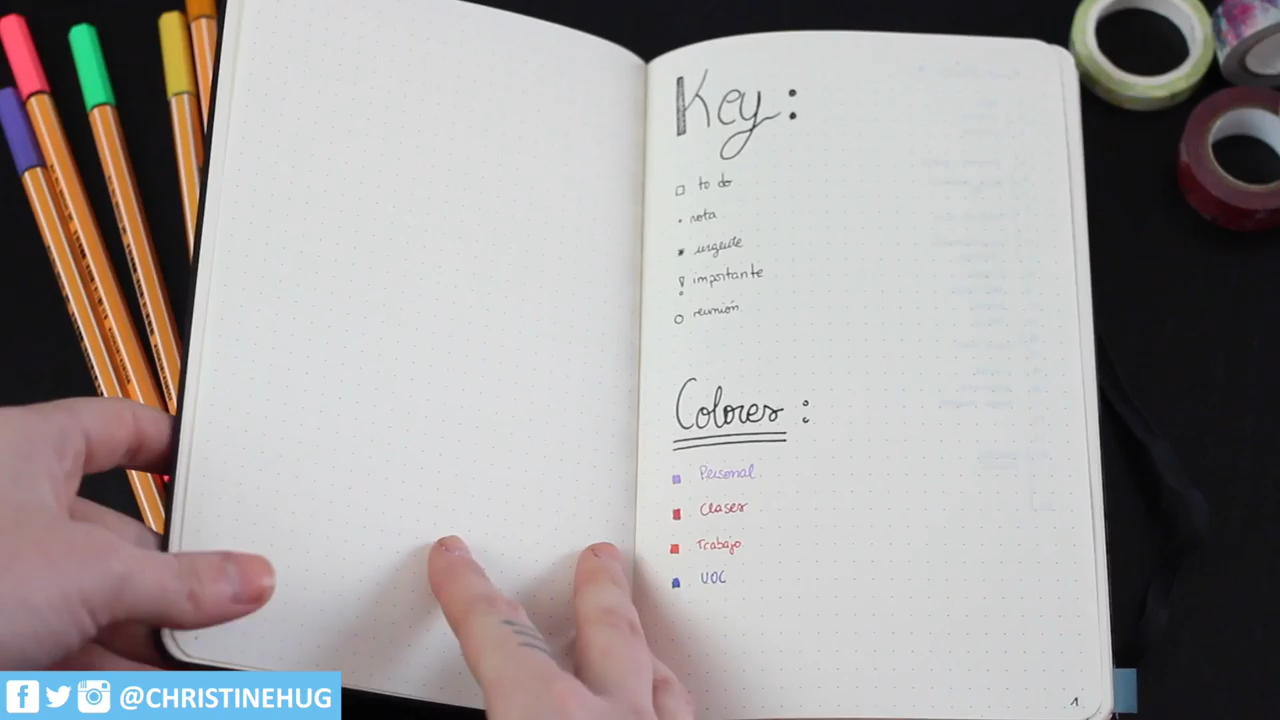 Key:
to do
nota
urgente
! importante
reunión
Colores:
Personal
Clases
Trabajo
UOC
1
@CHRISTINEHUG